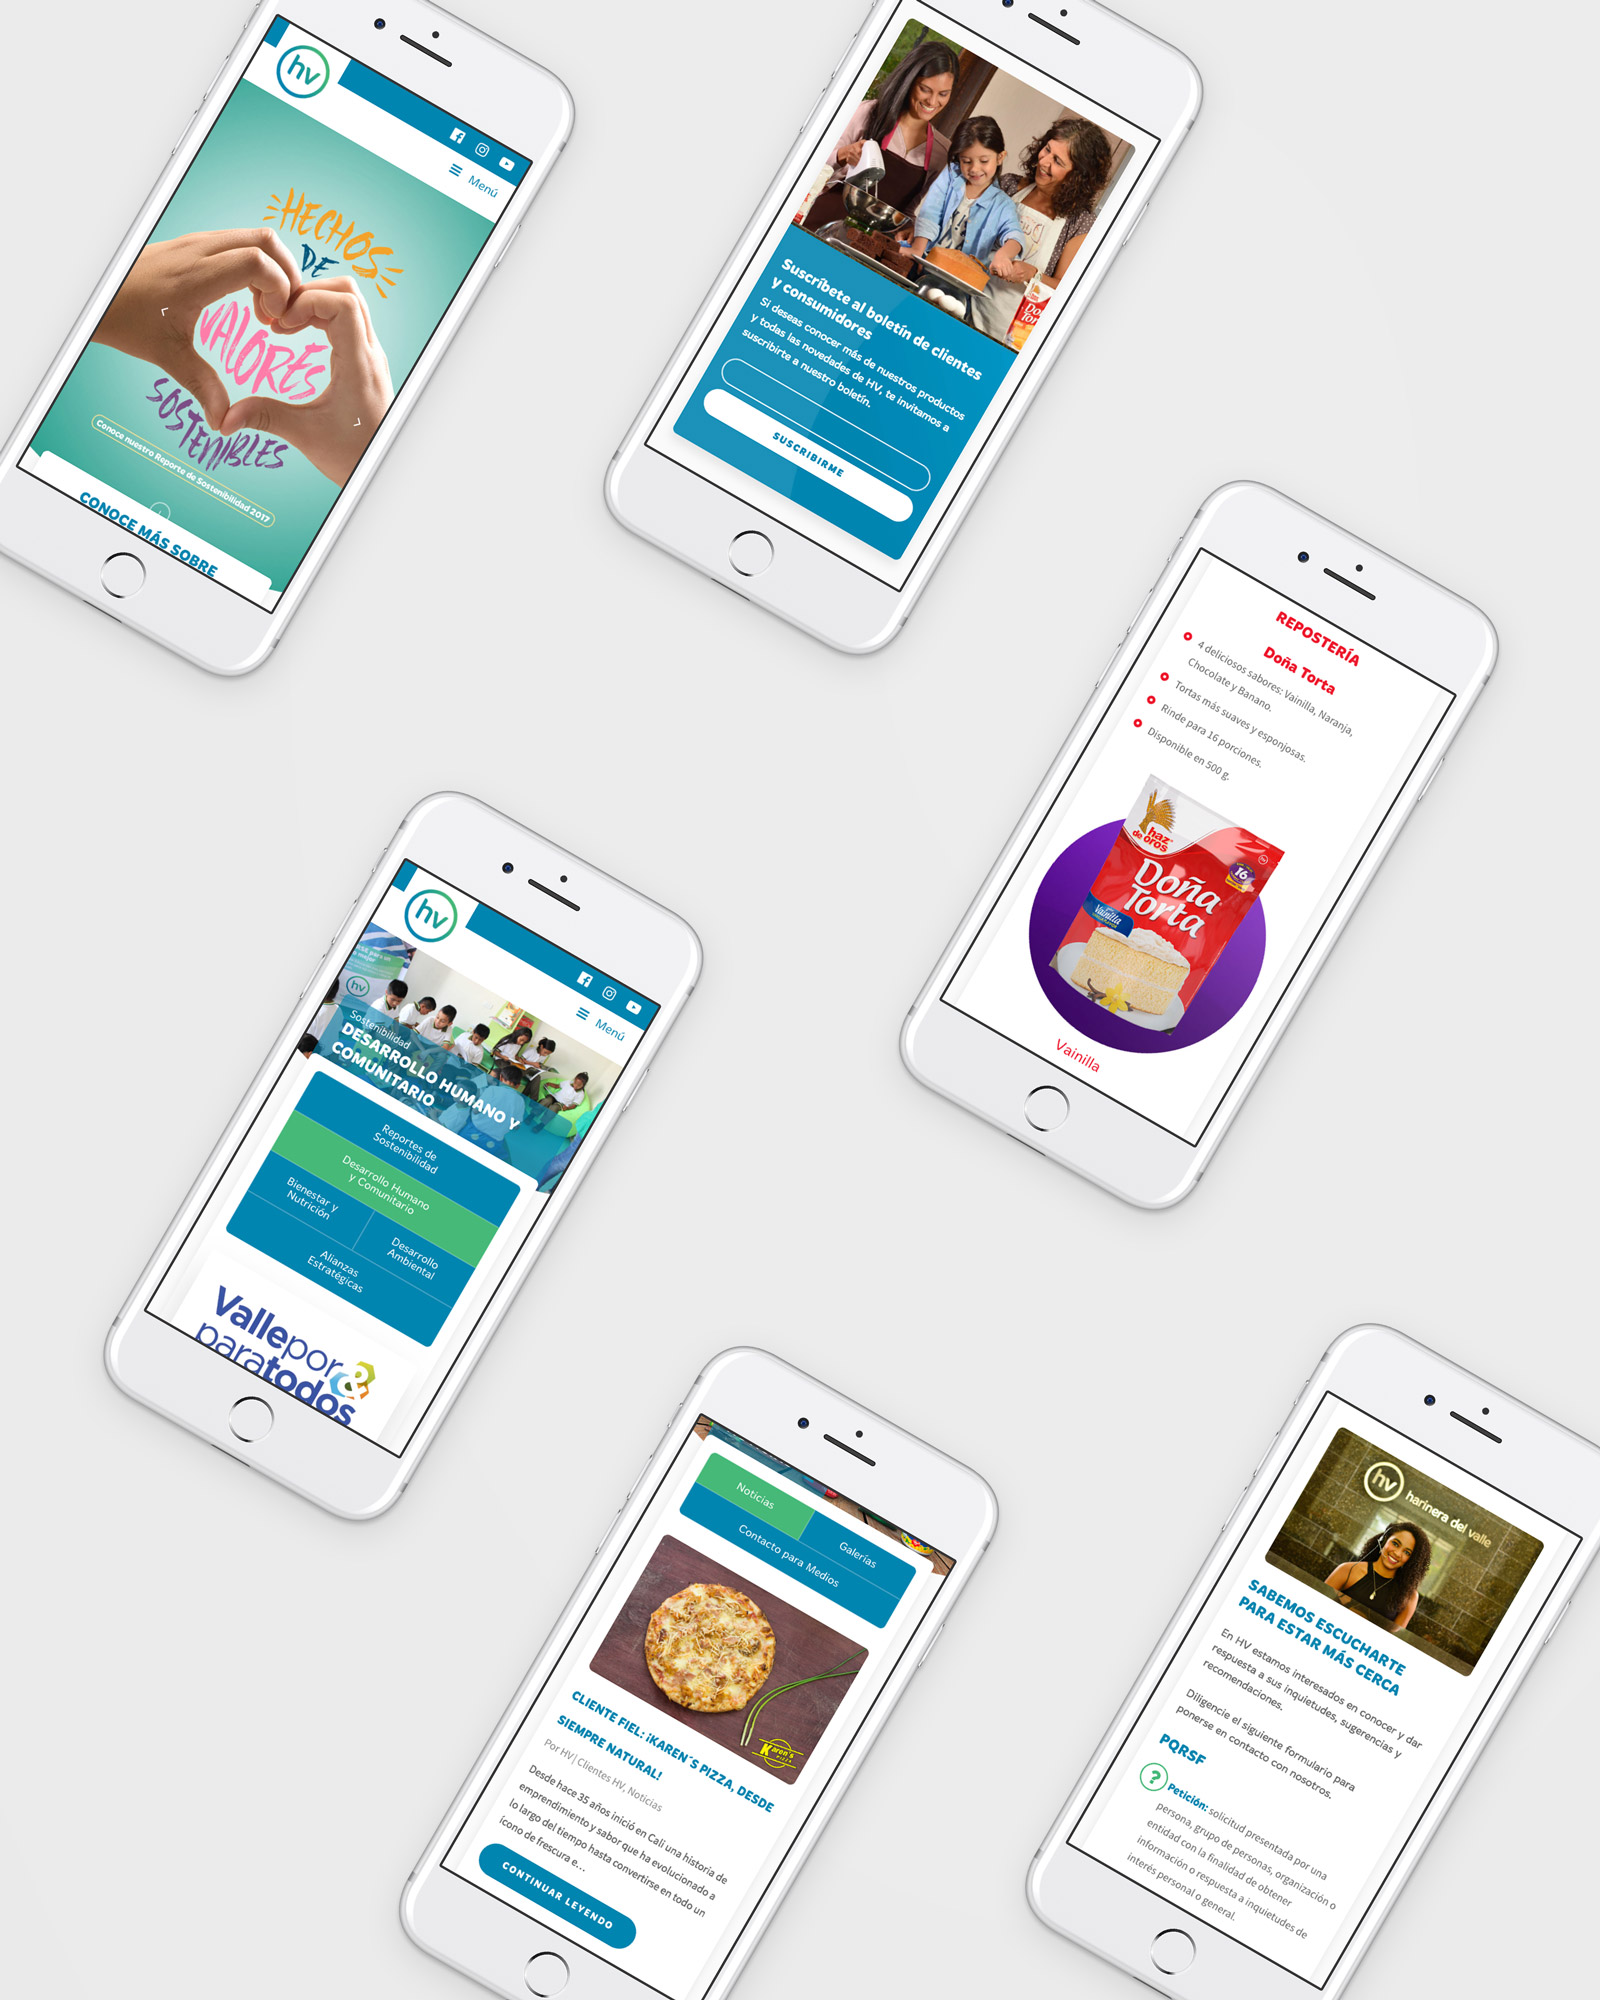 hv
Menú
HECHOS
DE
VALORES
SOSTENIBLES
Conoce nuestro Reporte de Sostenibilidad 2017
CONOCE MÁS SOBRE
Suscríbete al boletín de clientes
y consumidores
Si deseas conocer más de nuestros productos
y todas las novedades de HV, te invitamos a
suscribirte a nuestro boletín.
SUSCRIBIRME
REPOSTERÍA
Doña Torta
4 deliciosos sabores: Vainilla, Naranja,
Chocolate y Banano.
Tortas más suaves y esponjosas.
Rinde para 16 porciones.
Disponible en 500 g.
haz
de oros
16
Doña
Torta
Vainilla
Vainilla
hv
Menú
hv
Sostenibilidad
DESARROLLO HUMANO Y
COMUNITARIO
Reportes de
Sostenibilidad
Desarrollo Humano
y Comunitario
Bienestar y
Nutrición
Desarrollo
Ambiental
Alianzas
Estratégicas
Vallepor&
paratodos
Noticias
Galerías
Contacto para Medios
Karen's
PIZZA
CLIENTE FIEL: ¡KAREN´S PIZZA, DESDE
SIEMPRE NATURAL!
Por HV| Clientes HV, Noticias
Desde hace 35 años inició en Cali una historia de
emprendimiento y sabor que ha evolucionado a
lo largo del tiempo hasta convertirse en todo un
ícono de frescura e...
CONTINUAR LEYENDO
hv harinera del valle
SABEMOS ESCUCHARTE
PARA ESTAR MÁS CERCA
En HV estamos interesados en conocer y dar
respuesta a sus inquietudes, sugerencias y
recomendaciones.
Diligencie el siguiente formulario para
ponerse en contacto con nosotros.
PQRSF
? Petición: solicitud presentada por una
persona, grupo de personas, organización o
entidad con la finalidad de obtener
información o respuesta a inquietudes de
interés personal o general.